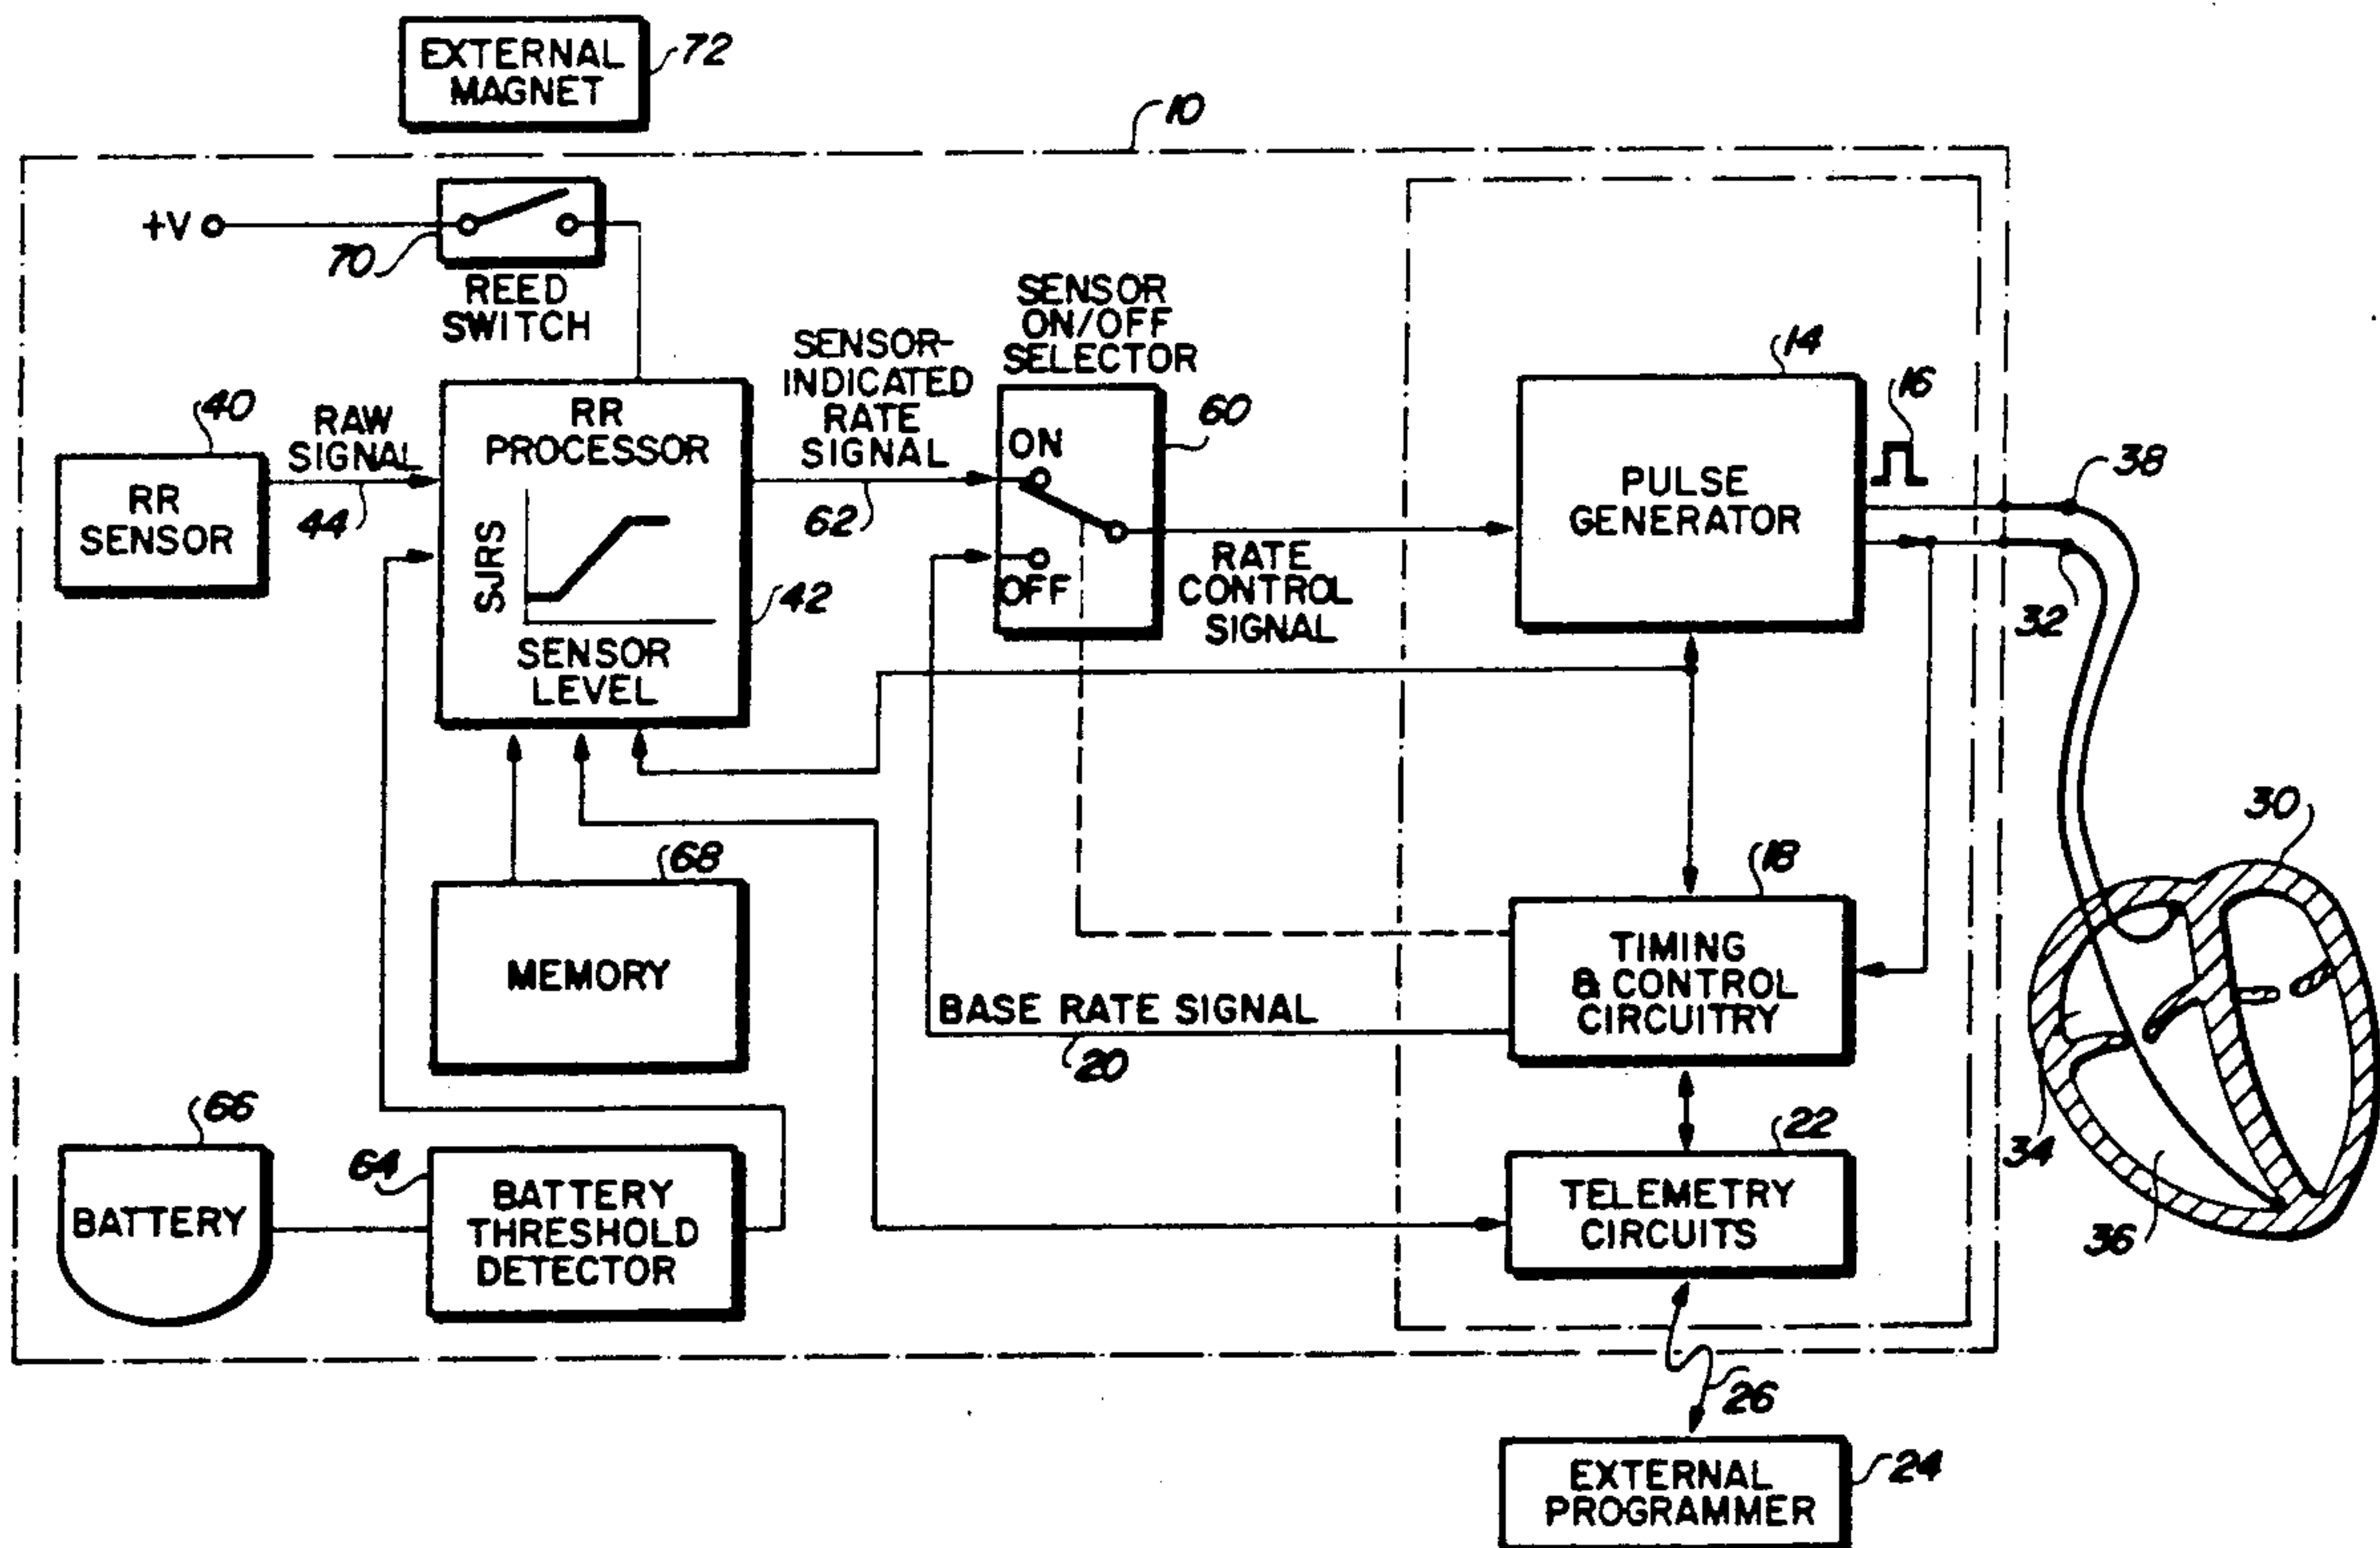 EXTERNAL
MAGNET
72
10
+V
70
REED
SWITCH
SENSOR
ON/OFF
SELECTOR
SENSOR-
INDICATED
RATE
SIGNAL
14
16
40
RAW
SIGNAL
RR
PROCESSOR
ON
60
38
RR
SENSOR
44
SJRS
62
OFF
RATE
CONTROL
SIGNAL
PULSE
GENERATOR
42
32
SENSOR
LEVEL
30
68
18
MEMORY
TIMING
& CONTROL
CIRCUITRY
BASE RATE SIGNAL
20
66
64
22
34
BATTERY
BATTERY
THRESHOLD
DETECTOR
TELEMETRY
CIRCUITS
36
26
EXTERNAL
PROGRAMMER
24